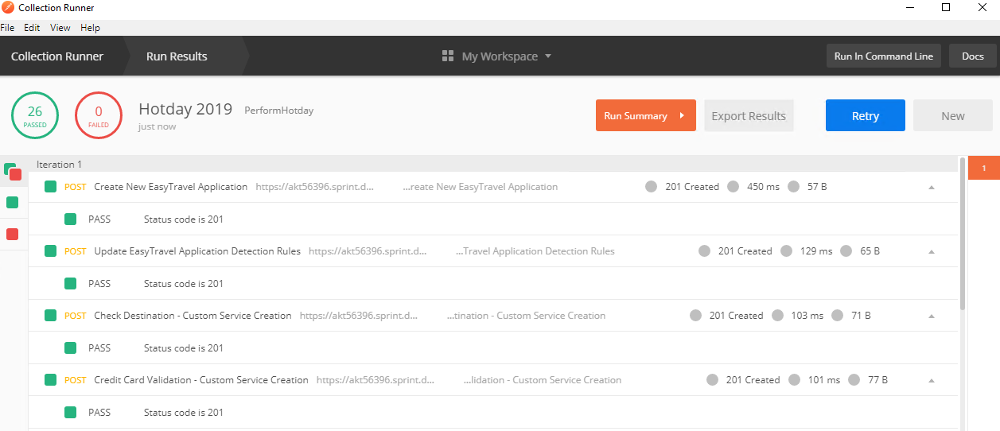 Collection Runner
File Edit View Help
Collection Runner Run Results My Workspace Run In Command Line Docs
26 PASSED 0 FAILED Hotday 2019 PerformHotday just now Run Summary Export Results Retry New
Iteration 1 1
POST Create New EasyTravel Application https://akt56396.sprint.d... ...reate New EasyTravel Application 201 Created 450 ms 57 B
PASS Status code is 201
POST Update EasyTravel Application Detection Rules https://akt56396.sprint.d... ...Travel Application Detection Rules 201 Created 129 ms 65 B
PASS Status code is 201
POST Check Destination - Custom Service Creation https://akt56396.sprint.d... ...tination - Custom Service Creation 201 Created 103 ms 71 B
PASS Status code is 201
POST Credit Card Validation - Custom Service Creation https://akt56396.sprint.d... ...lidation - Custom Service Creation 201 Created 101 ms 77 B
PASS Status code is 201